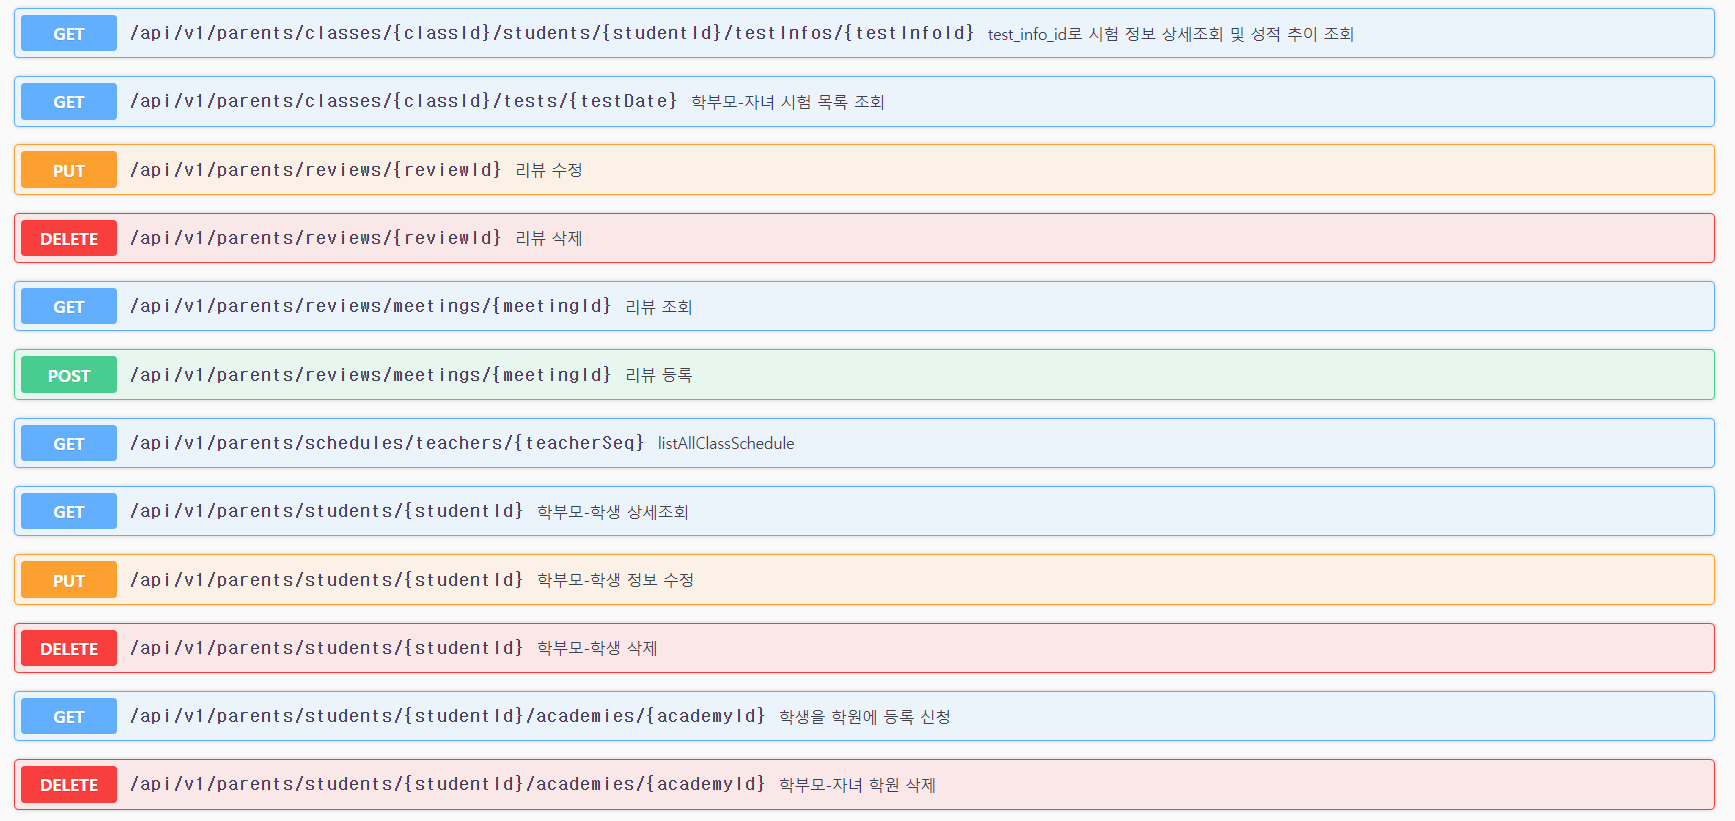 GET /api/v1/parents/classes/{classId}/students/{studentId}/testInfos/{testInfoId} test_info_id로 시험 정보 상세조회 및 성적 추이 조회
GET /api/v1/parents/classes/{classId}/tests/{testDate} 학부모-자녀 시험 목록 조회
PUT /api/v1/parents/reviews/{reviewId} 리뷰 수정
DELETE /api/v1/parents/reviews/{reviewId} 리뷰 삭제
GET /api/v1/parents/reviews/meetings/{meetingId} 리뷰 조회
POST /api/v1/parents/reviews/meetings/{meetingId} 리뷰 등록
GET /api/v1/parents/schedules/teachers/{teacherSeq} listAllClassSchedule
GET /api/v1/parents/students/{studentId} 학부모-학생 상세조회
PUT /api/v1/parents/students/{studentId} 학부모-학생 정보 수정
DELETE /api/v1/parents/students/{studentId} 학부모-학생 삭제
GET /api/v1/parents/students/{studentId}/academies/{academyId} 학생을 학원에 등록 신청
DELETE /api/v1/parents/students/{studentId}/academies/{academyId} 학부모-자녀 학원 삭제